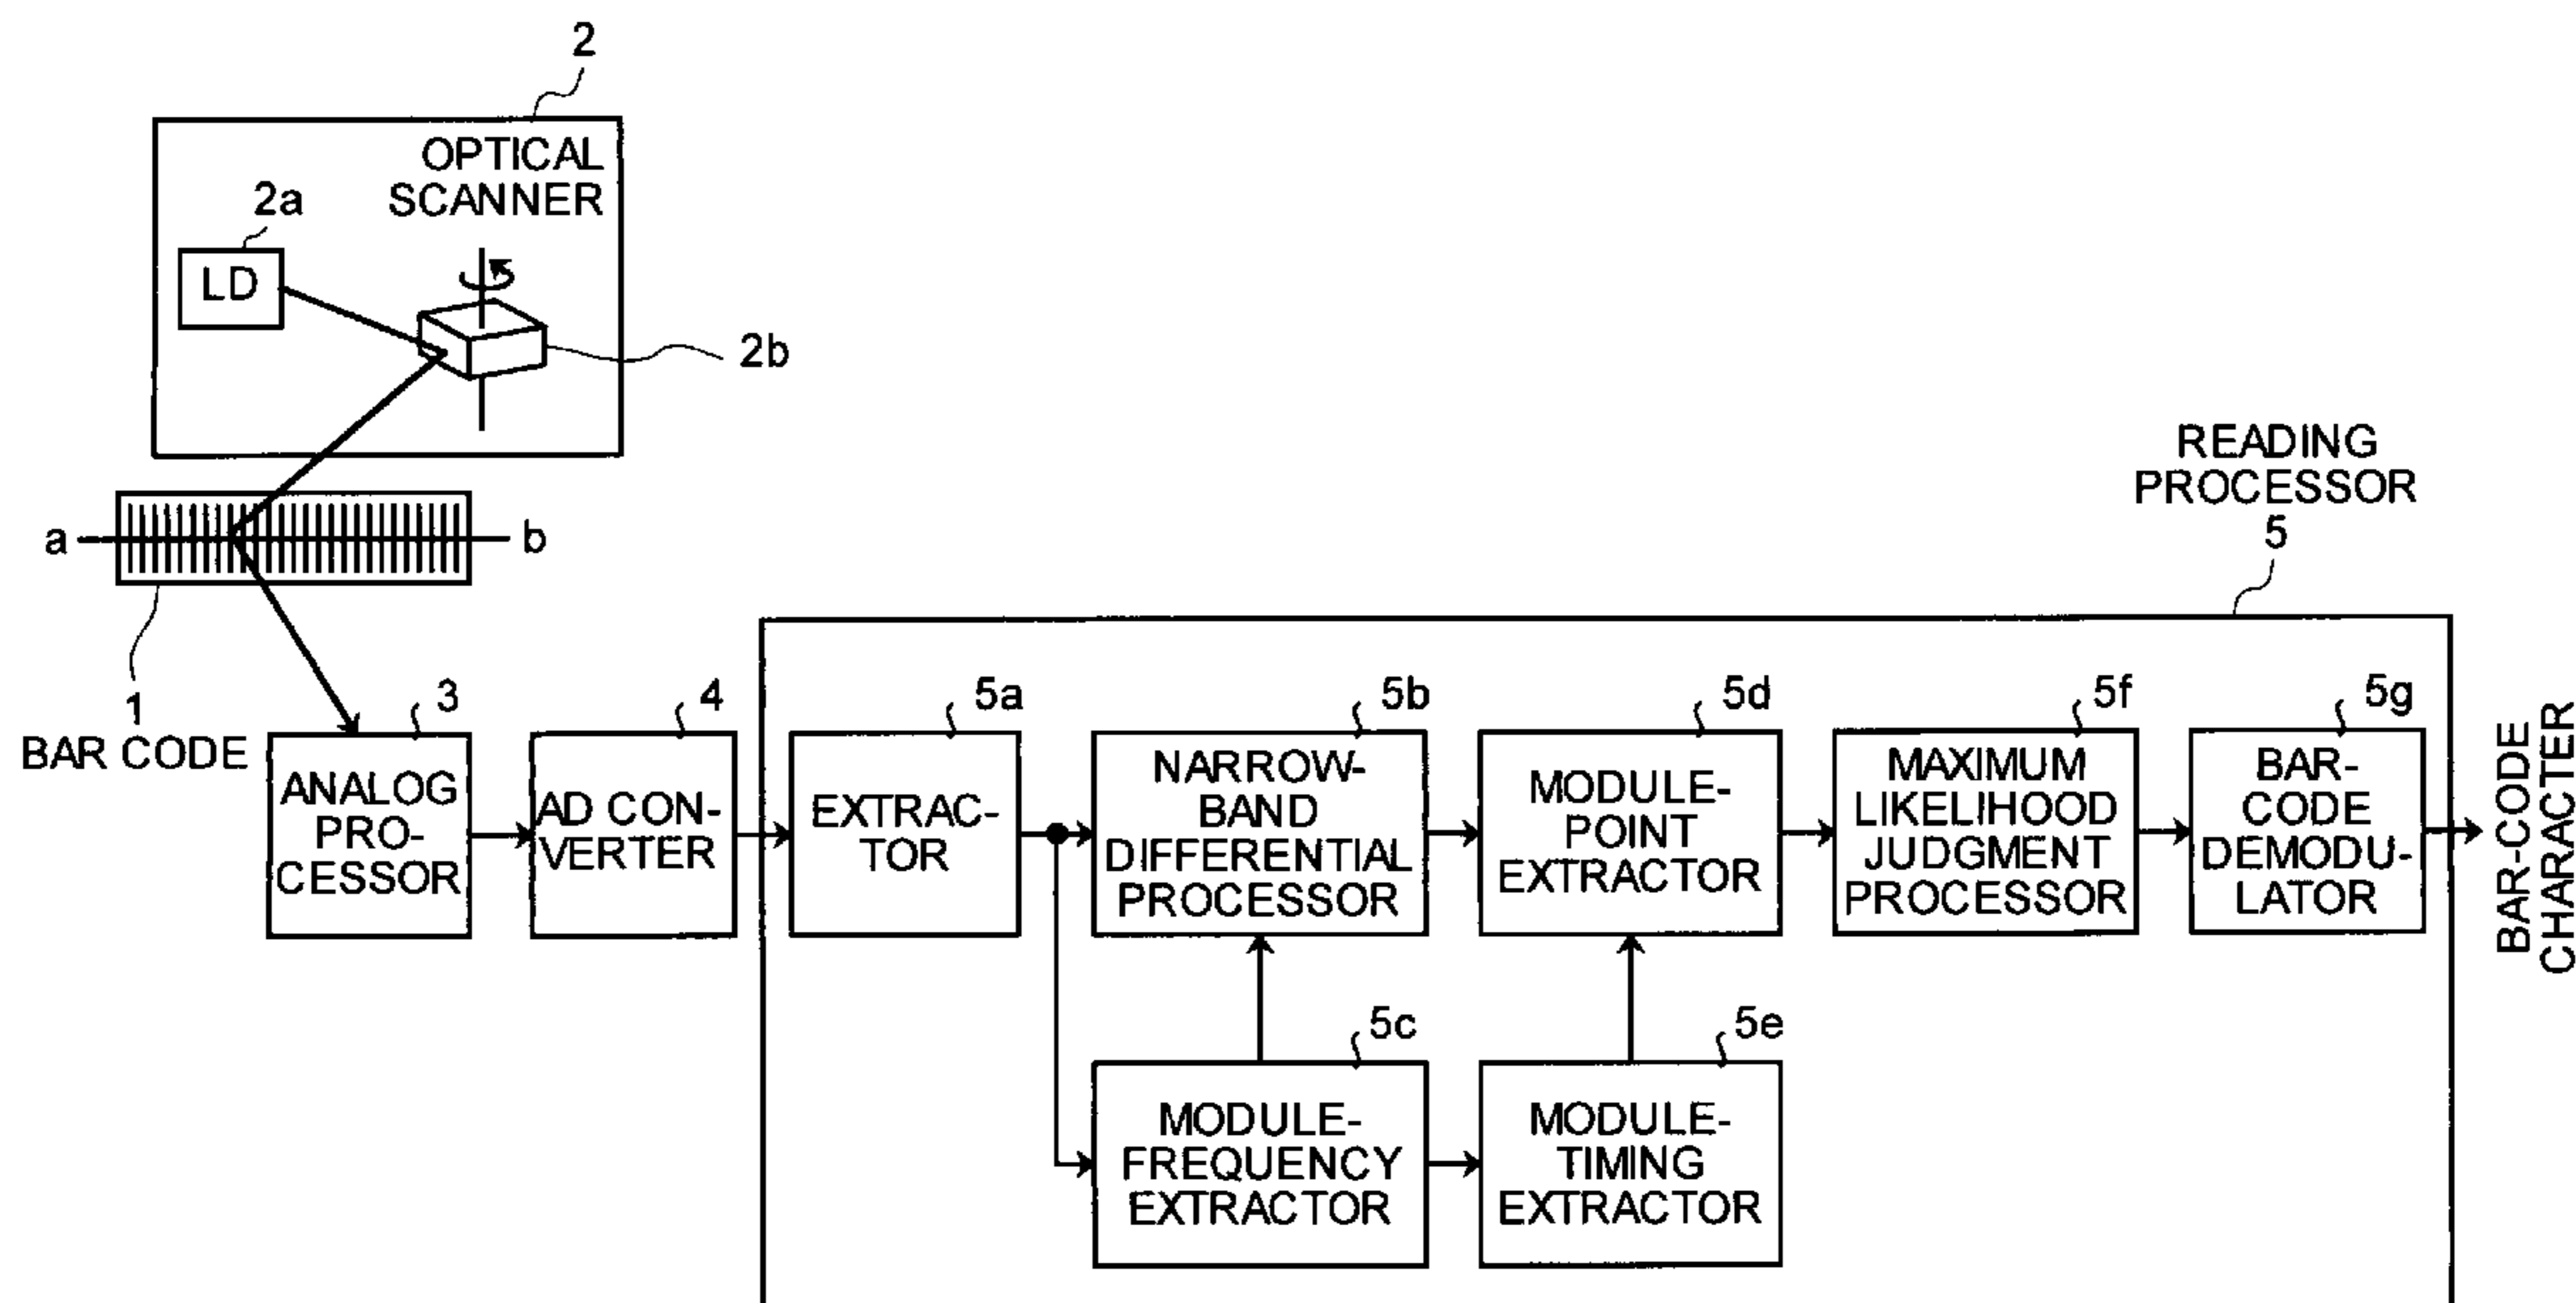 2
OPTICAL
SCANNER
2a
LD
2b
a
b
1
BAR CODE
READING
PROCESSOR
5
3
ANALOG
PRO-
CESSOR
4
AD CON-
VERTER
5a
EXTRAC-
TOR
5b
NARROW-
BAND
DIFFERENTIAL
PROCESSOR
5d
MODULE-
POINT
EXTRACTOR
5f
MAXIMUM
LIKELIHOOD
JUDGMENT
PROCESSOR
5g
BAR-
CODE
DEMODU-
LATOR
BAR-CODE
CHARACTER
5c
MODULE-
FREQUENCY
EXTRACTOR
5e
MODULE-
TIMING
EXTRACTOR